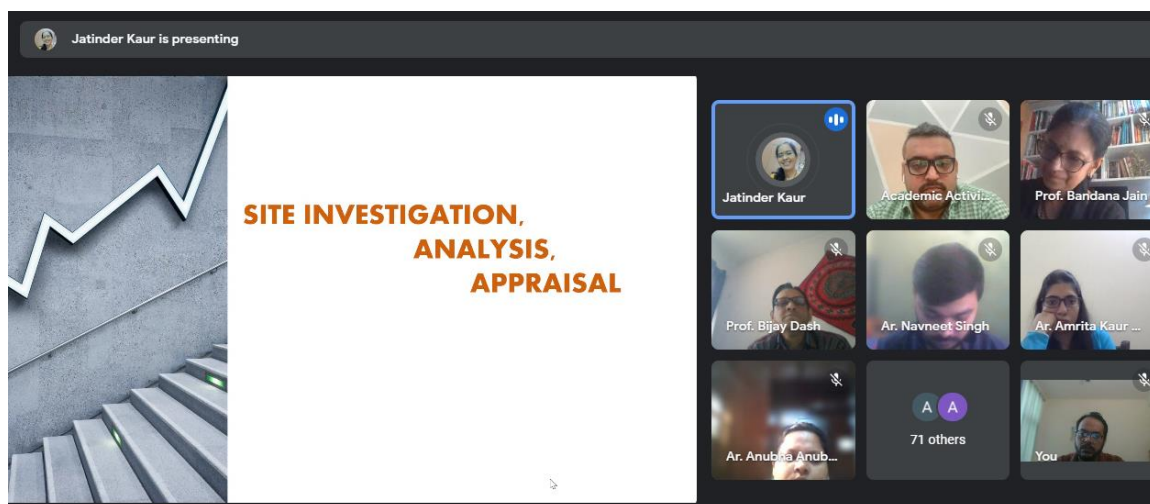 Jatinder Kaur is presenting
SITE INVESTIGATION,
ANALYSIS,
APPRAISAL
Jatinder Kaur
Academic Activi...
Prof. Bandana Jain
Prof. Bijay Dash
Ar. Navneet Singh
Ar. Amrita Kaur ...
Ar. Anubha Anub...
A A
71 others
You